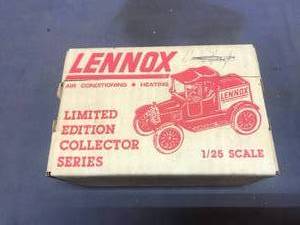 LENNOX
AIR CONDITIONING ★ HEATING
LENNOX
LIMITED
EDITION
COLLECTOR
SERIES
1/25 SCALE